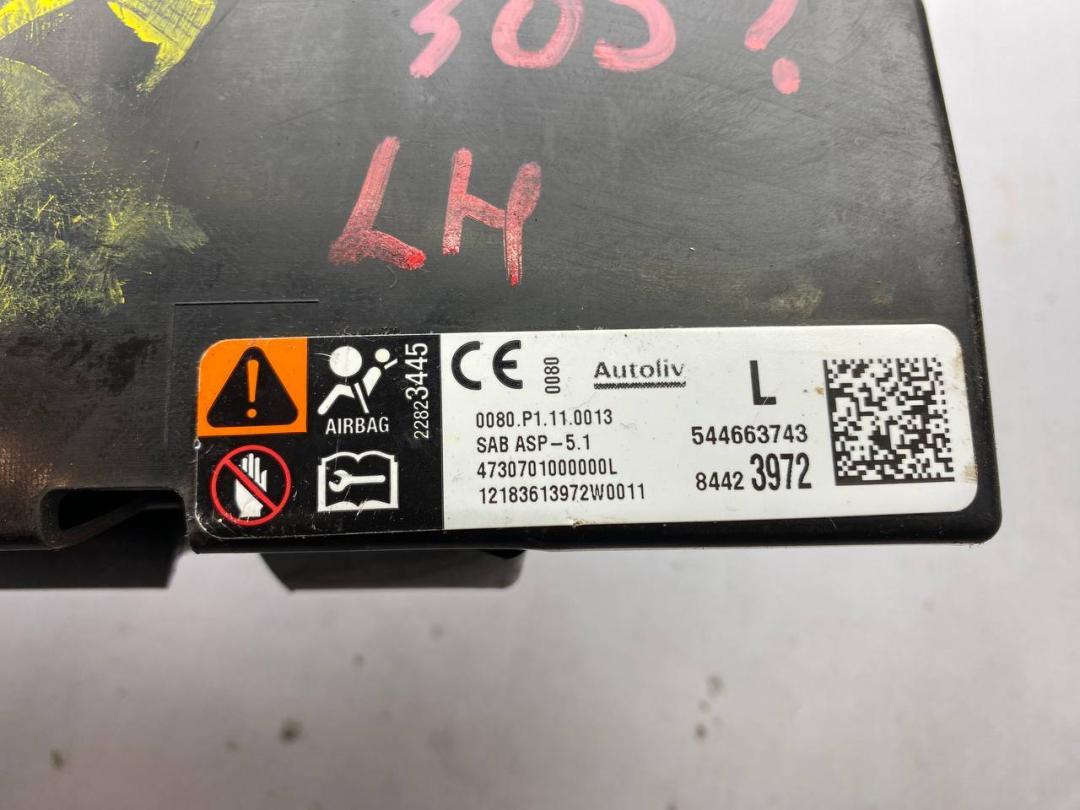 LH
AIRBAG
22823445
CE
0080
Autoliv
L
0080.P1.11.0013
SAB ASP-5.1
4730701000000L
12183613972W0011
544663743
8442 3972